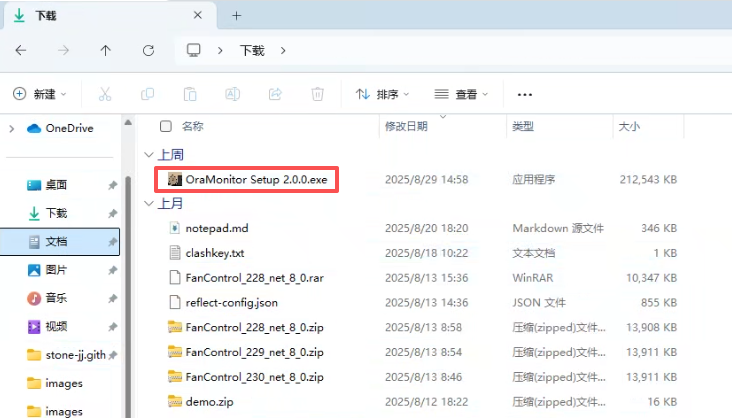 下载
下载
新建
排序
查看
名称 修改日期 类型 大小
OneDrive
桌面
下载
文档
图片
音乐
视频
stone-jj.gith
images
images
上周
OraMonitor Setup 2.0.0.exe 2025/8/29 14:58 应用程序 212,543 KB
上月
notepad.md 2025/8/20 18:20 Markdown 源文件 346 KB
clashkey.txt 2025/8/18 10:22 文本文档 1 KB
FanControl_228_net_8_0.rar 2025/8/13 15:36 WinRAR 10,347 KB
reflect-config.json 2025/8/13 14:36 JSON 文件 855 KB
FanControl_228_net_8_0.zip 2025/8/13 8:58 压缩(zipped)文件... 13,908 KB
FanControl_229_net_8_0.zip 2025/8/13 8:54 压缩(zipped)文件... 13,911 KB
FanControl_230_net_8_0.zip 2025/8/13 8:46 压缩(zipped)文件... 13,911 KB
demo.zip 2025/8/12 18:22 压缩(zipped)文件... 16 KB